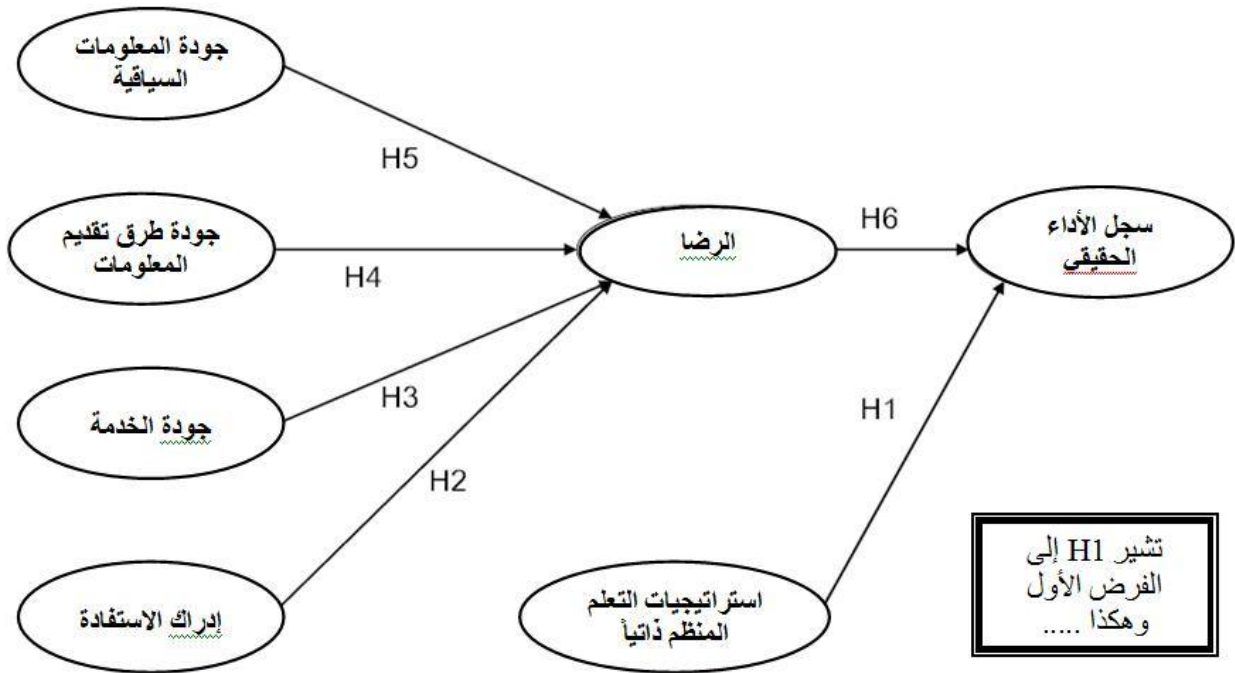 جودة المعلومات
السياقية
H5
جودة طرق تقديم
المعلومات
H4
الرضا
H6
سجل الأداء
الحقيقي
جودة الخدمة
H3
H2
H1
إدراك الاستفادة
استراتيجيات التعلم
المنظم ذاتياً
تشير H1 إلى
الفرض الأول
وهكذا .....